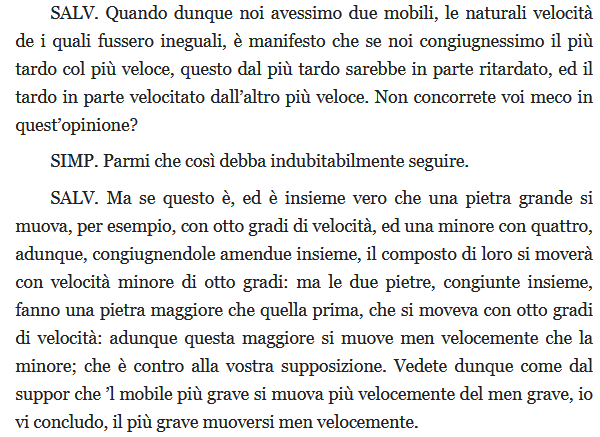 SALV. Quando dunque noi avessimo due mobili, le naturali velocità
de i quali fussero ineguali, è manifesto che se noi congiugnessimo il più
tardo col più veloce, questo dal più tardo sarebbe in parte ritardato, ed il
tardo in parte velocitato dall’altro più veloce. Non concorrete voi meco in
quest’opinione?
SIMP. Parmi che così debba indubitabilmente seguire.
SALV. Ma se questo è, ed è insieme vero che una pietra grande si
muova, per esempio, con otto gradi di velocità, ed una minore con quattro,
adunque, congiugnendole amendue insieme, il composto di loro si moverà
con velocità minore di otto gradi: ma le due pietre, congiunte insieme,
fanno una pietra maggiore che quella prima, che si moveva con otto gradi
di velocità: adunque questa maggiore si muove men velocemente che la
minore; che è contro alla vostra supposizione. Vedete dunque come dal
suppor che ’l mobile più grave si muova più velocemente del men grave, io
vi concludo, il più grave muoversi men velocemente.